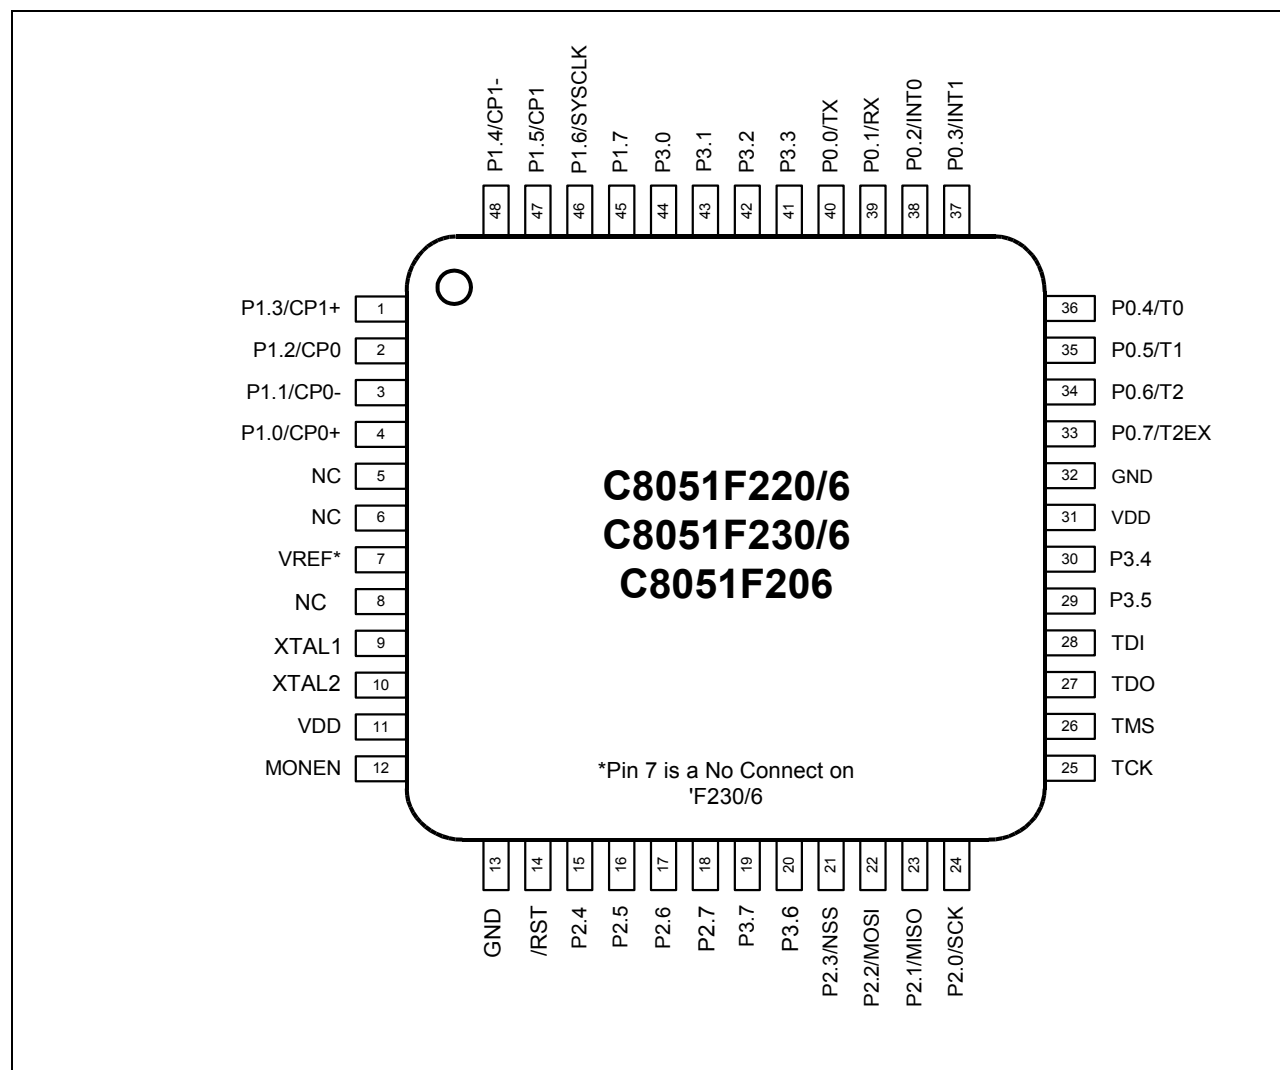 P1.4/CP1-
P1.5/CP1
P1.6/SYSCLK
P1.7
P3.0
P3.1
P3.2
P3.3
P0.0/TX
P0.1/RX
P0.2/INT0
P0.3/INT1
48
47
46
45
44
43
42
41
40
39
38
37
P1.3/CP1+ 1
P1.2/CP0 2
P1.1/CP0- 3
P1.0/CP0+ 4
NC 5
NC 6
VREF* 7
NC 8
XTAL1 9
XTAL2 10
VDD 11
MONEN 12
C8051F220/6
C8051F230/6
C8051F206
*Pin 7 is a No Connect on
'F230/6
36 P0.4/T0
35 P0.5/T1
34 P0.6/T2
33 P0.7/T2EX
32 GND
31 VDD
30 P3.4
29 P3.5
28 TDI
27 TDO
26 TMS
25 TCK
13
14
15
16
17
18
19
20
21
22
23
24
GND
/RST
P2.4
P2.5
P2.6
P2.7
P3.7
P3.6
P2.3/NSS
P2.2/MOSI
P2.1/MISO
P2.0/SCK